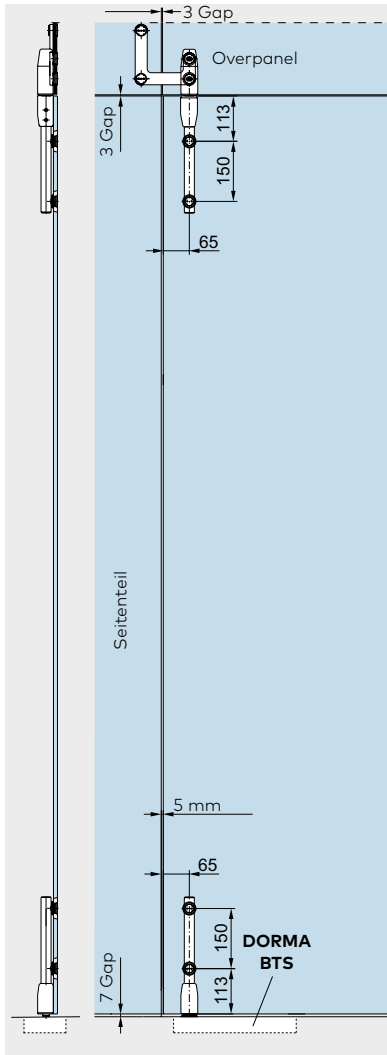 3 Gap
Overpanel
3 Gap
113
150
65
Seitenteil
5 mm
65
150
DORMA
BTS
113
7 Gap